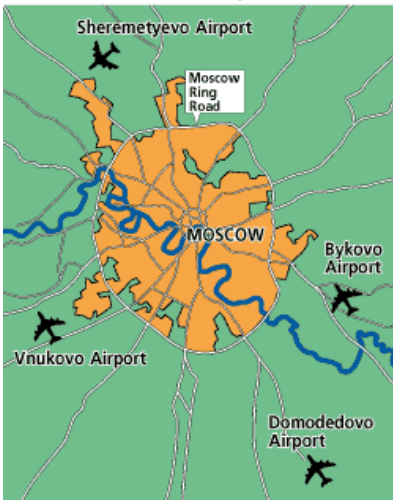 Sheremetyevo Airport
Moscow
Ring
Road
MOSCOW
Bykovo
Airport
Vnukovo Airport
Domodedovo
Airport